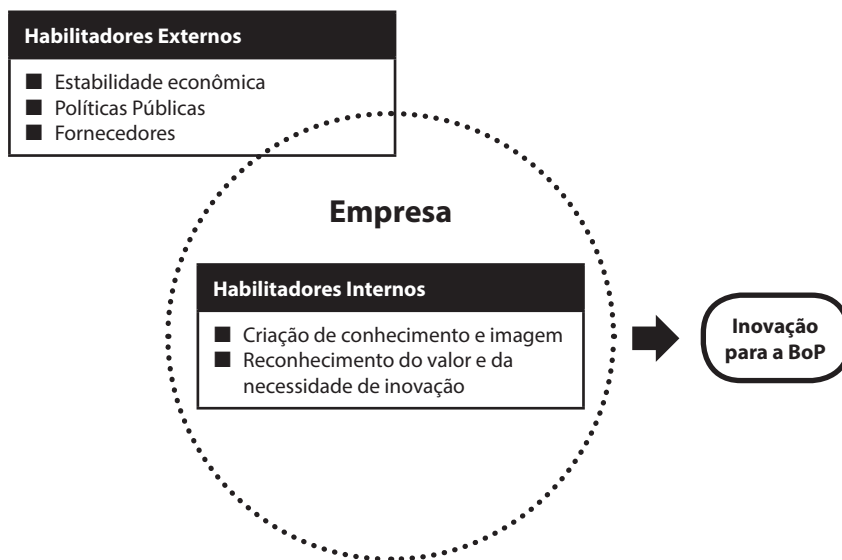 Habilitadores Externos
■ Estabilidade econômica
■ Políticas Públicas
■ Fornecedores
Empresa
Habilitadores Internos
■ Criação de conhecimento e imagem
■ Reconhecimento do valor e da
necessidade de inovação
Inovação
para a BoP